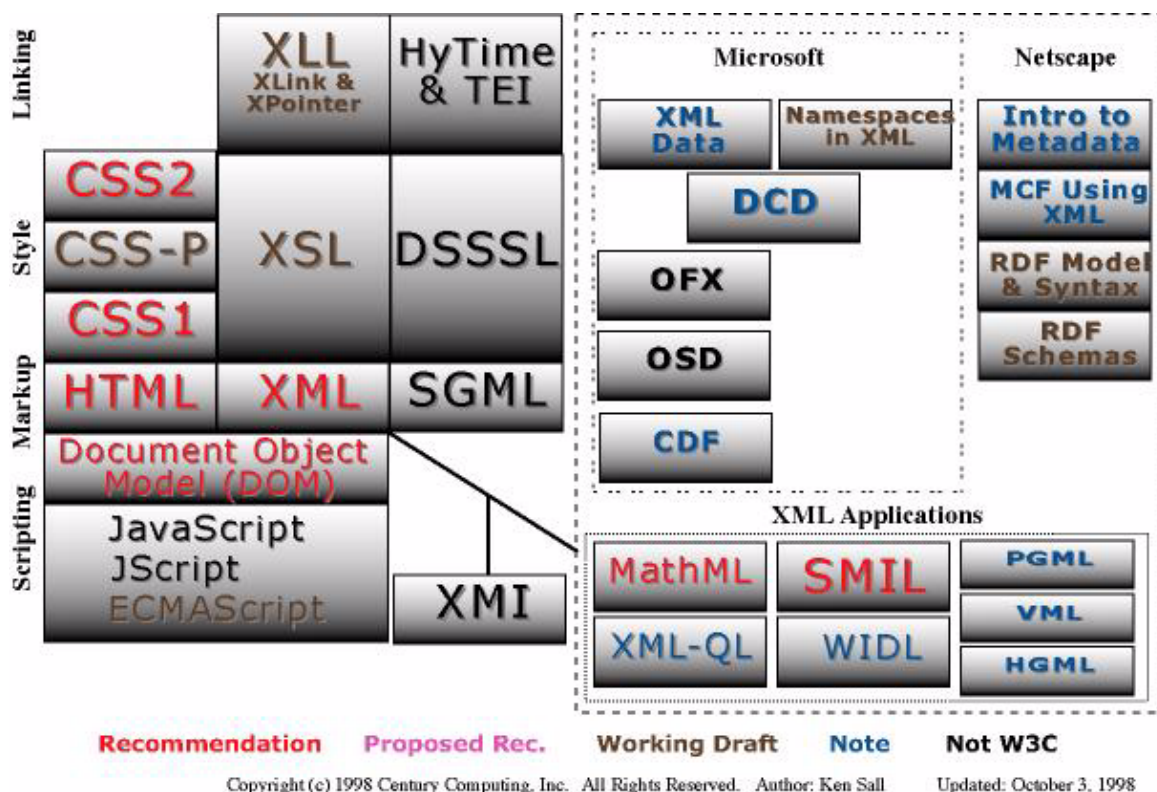 Linking
XLL
XLink &
XPointer
HyTime
& TEI
Style
CSS2
CSS-P
CSS1
XSL
DSSSL
Markup
HTML
XML
SGML
Scripting
Document Object
Model (DOM)
JavaScript
JScript
ECMAScript
XMI
Microsoft
XML
Data
Namespaces
in XML
DCD
OFX
OSD
CDF
Netscape
Intro to
Metadata
MCF Using
XML
RDF Model
& Syntax
RDF
Schemas
XML Applications
MathML
SMIL
PGML
VML
XML-QL
WIDL
HGML
Recommendation Proposed Rec. Working Draft Note Not W3C
Copyright (c) 1998 Century Computing, Inc. All Rights Reserved. Author: Ken Sall Updated: October 3, 1998